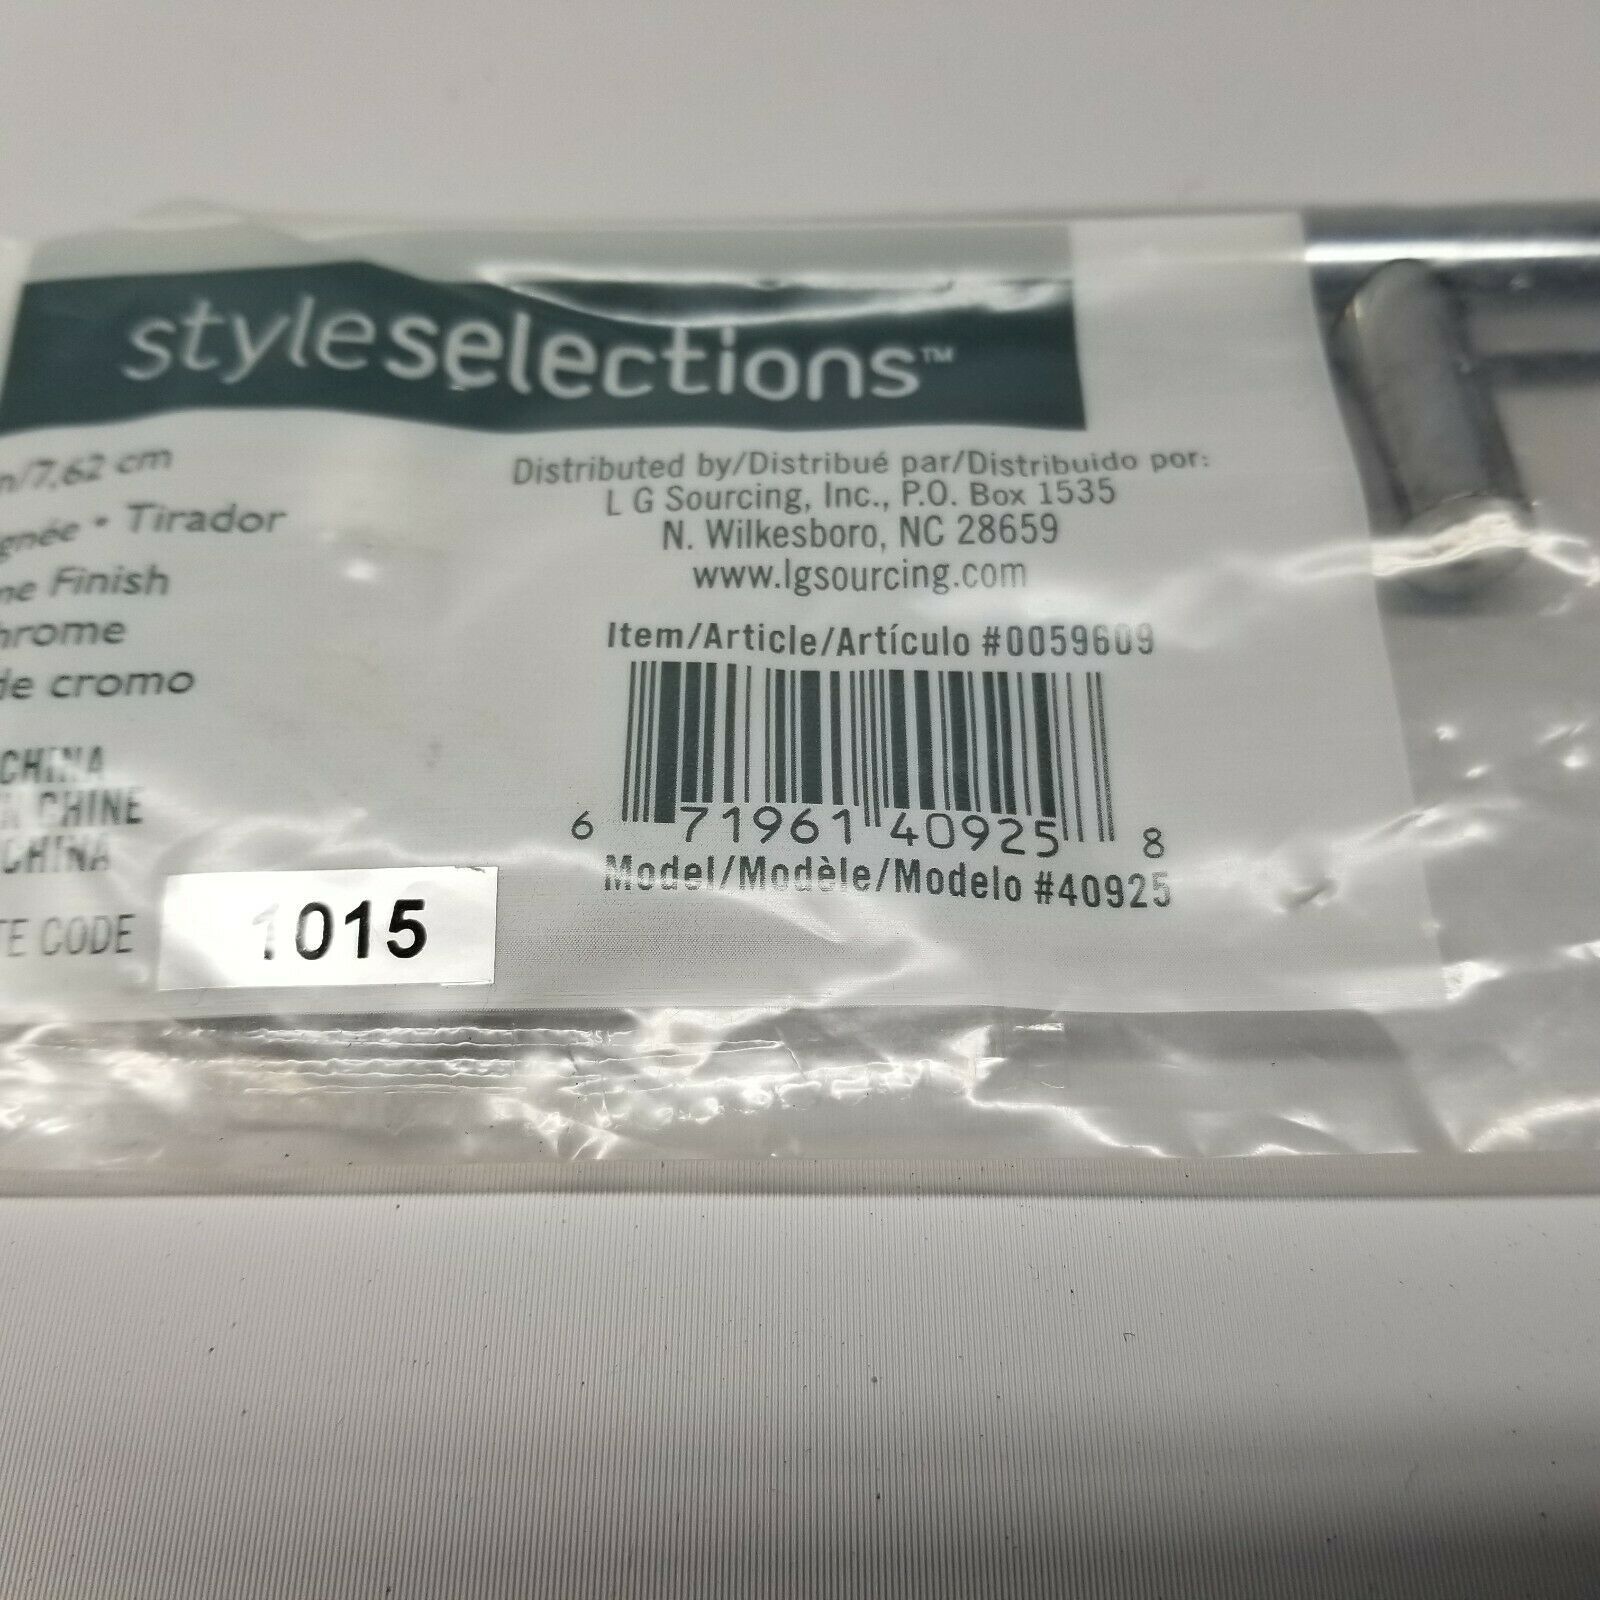 styleselections™
n/7,62 cm
gnée • Tirador
me Finish
hrome
de cromo
CHINA
CHINE
CHINA
TE CODE 1015
Distributed by/Distribué par/Distribuido por:
L G Sourcing, Inc., P.O. Box 1535
N. Wilkesboro, NC 28659
www.lgsourcing.com
Item/Article/Artículo #0059609
6 71961 40925 8
Model/Modèle/Modelo #40925